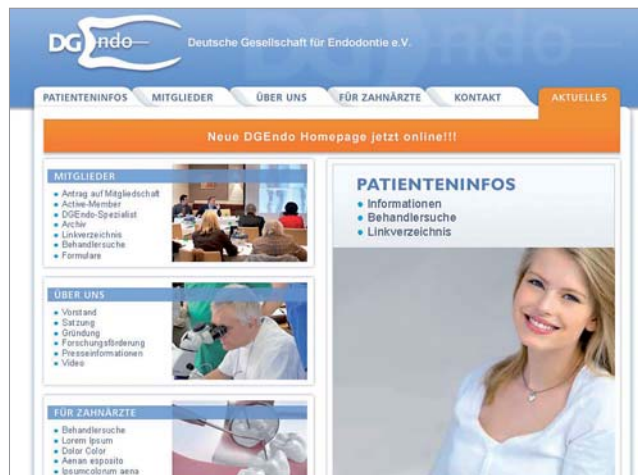 DGEndo
Deutsche Gesellschaft für Endodontie e.V.
PATIENTENINFOS MITGLIEDER ÜBER UNS FÜR ZAHNÄRZTE KONTAKT AKTUELLES
Neue DGEndo Homepage jetzt online!!!
MITGLIEDER
Antrag auf Mitgliedschaft
Active-Member
DGEndo-Spezialist
Archiv
Linkverzeichnis
Behandlersuche
Formulare
ÜBER UNS
Vorstand
Satzung
Gründung
Forschungsförderung
Presseinformationen
Video
FÜR ZAHNÄRZTE
Behandlersuche
Lorem Ipsum
Dolor Color
Aenan esposito
Ipsumcolorum aena
PATIENTENINFOS
Informationen
Behandlersuche
Linkverzeichnis